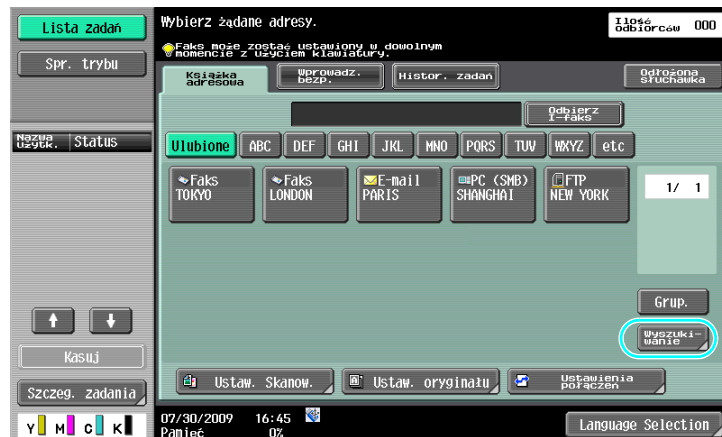 Lista zadań
Spr. trybu
Nazwa użytk.
Status
Kasuj
Szczeg. zadania
Y M C K
Wybierz żądane adresy.
Ilość odbiorców 000
Faks może zostać ustawiony w dowolnym
momencie z użyciem klawiatury.
Książka
adresowa
Wprowadz.
bezp.
Histor. zadań
Odłożona
słuchawka
Odbierz
I-faks
Ulubione ABC DEF GHI JKL MNO PQRS TUV WXYZ etc
Faks
TOKYO
Faks
LONDON
E-mail
PARIS
PC (SMB)
SHANGHAI
FTP
NEW YORK
1/ 1
Grup.
Wyszuki-
wanie
Ustaw. Skanow.
Ustaw. oryginału
Ustawienia
połączeń
07/30/2009 16:45
Pamięć 0%
Language Selection